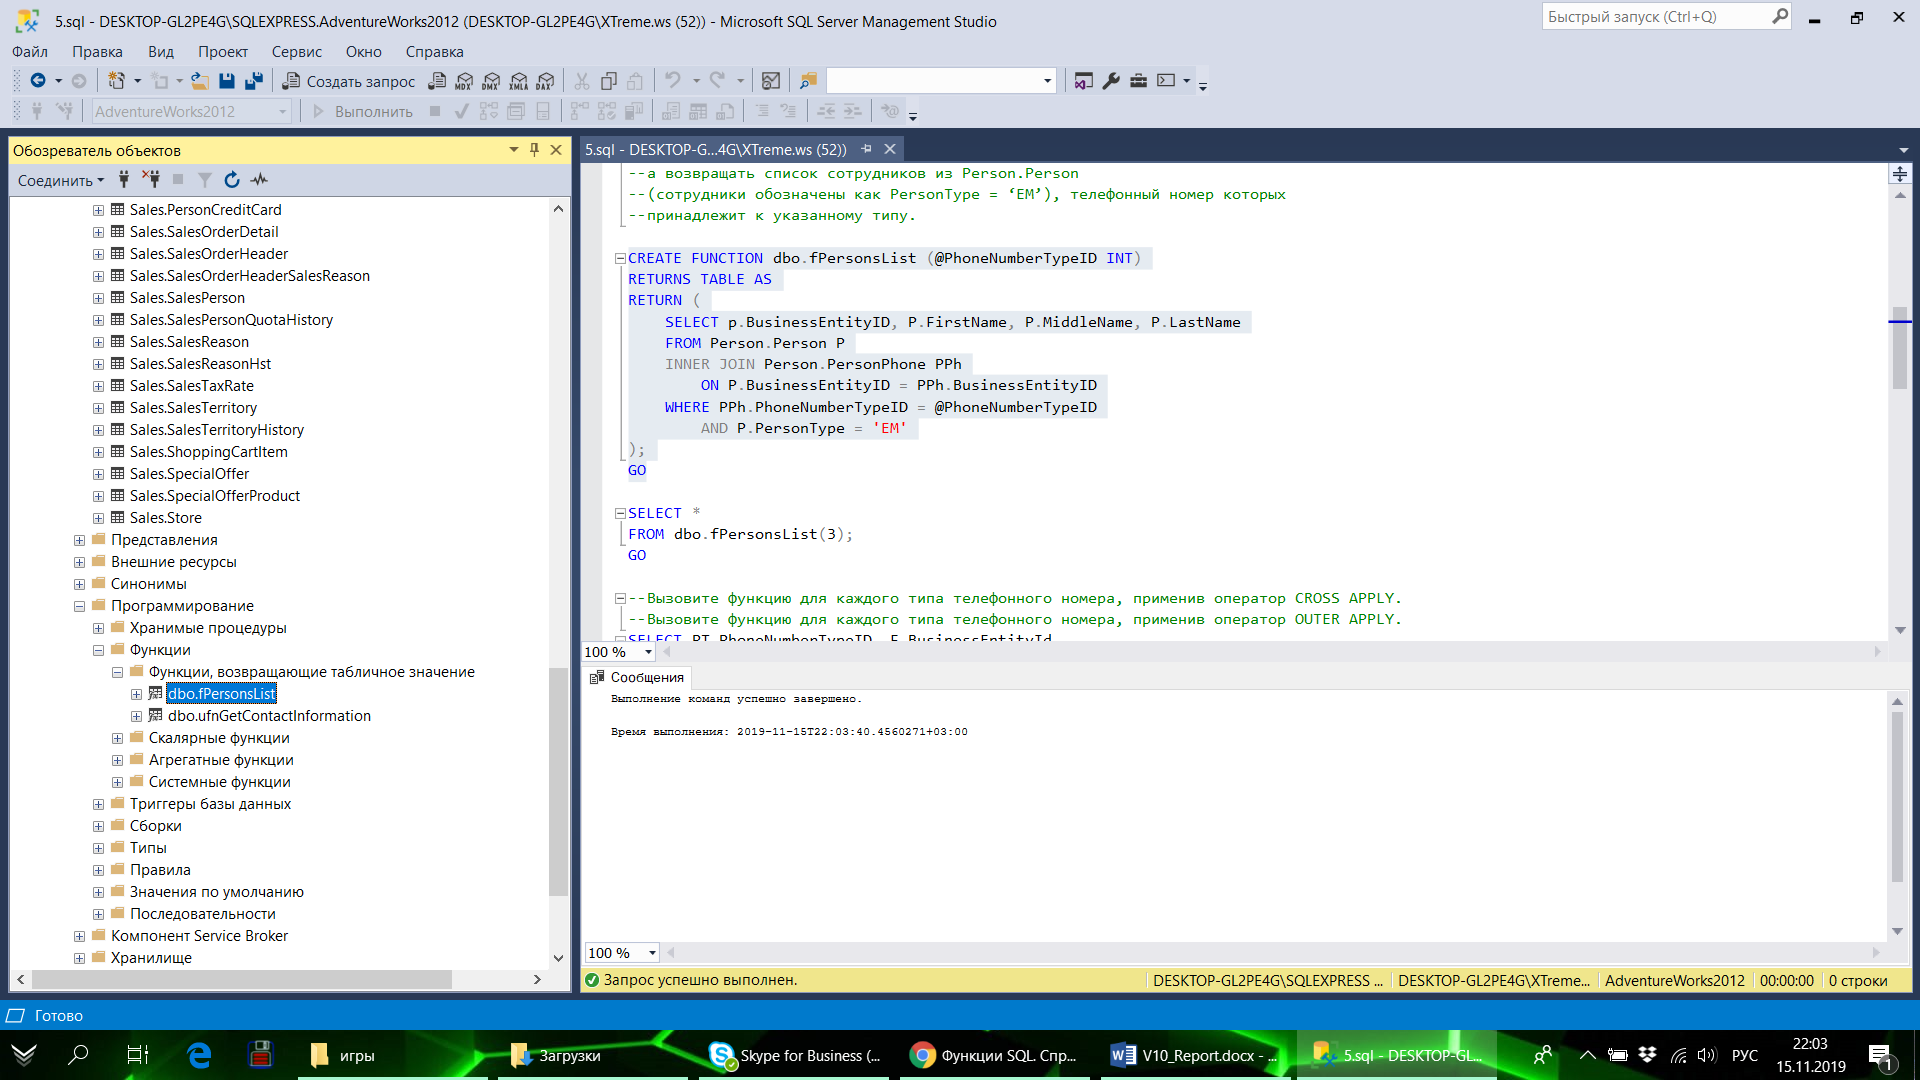 5.sql - DESKTOP-GL2PE4G\SQLEXPRESS.AdventureWorks2012 (DESKTOP-GL2PE4G\XTreme.ws (52)) - Microsoft SQL Server Management Studio
Быстрый запуск (Ctrl+Q)
Файл Правка Вид Проект Сервис Окно Справка
Создать запрос MDX DMX XMLA DAX
AdventureWorks2012 Выполнить
Обозреватель объектов
Соединить
Sales.PersonCreditCard
Sales.SalesOrderDetail
Sales.SalesOrderHeader
Sales.SalesOrderHeaderSalesReason
Sales.SalesPerson
Sales.SalesPersonQuotaHistory
Sales.SalesReason
Sales.SalesReasonHst
Sales.SalesTaxRate
Sales.SalesTerritory
Sales.SalesTerritoryHistory
Sales.ShoppingCartItem
Sales.SpecialOffer
Sales.SpecialOfferProduct
Sales.Store
Представления
Внешние ресурсы
Синонимы
Программирование
Хранимые процедуры
Функции
Функции, возвращающие табличное значение
dbo.fPersonsList
dbo.ufnGetContactInformation
Скалярные функции
Агрегатные функции
Системные функции
Триггеры базы данных
Сборки
Типы
Правила
Значения по умолчанию
Последовательности
Компонент Service Broker
Хранилище
5.sql - DESKTOP-G...4G\XTreme.ws (52))
--а возвращать список сотрудников из Person.Person
--(сотрудники обозначены как PersonType = ‘EM’), телефонный номер которых
--принадлежит к указанному типу.
CREATE FUNCTION dbo.fPersonsList (@PhoneNumberTypeID INT)
RETURNS TABLE AS
RETURN (
SELECT p.BusinessEntityID, P.FirstName, P.MiddleName, P.LastName
FROM Person.Person P
INNER JOIN Person.PersonPhone PPh
ON P.BusinessEntityID = PPh.BusinessEntityID
WHERE PPh.PhoneNumberTypeID = @PhoneNumberTypeID
AND P.PersonType = 'EM'
);
GO
SELECT *
FROM dbo.fPersonsList(3);
GO
--Вызовите функцию для каждого типа телефонного номера, применив оператор CROSS APPLY.
--Вызовите функцию для каждого типа телефонного номера, применив оператор OUTER APPLY.
SELECT PT.PhoneNumberTypeID, F.BusinessEntityId
100 %
Сообщения
Выполнение команд успешно завершено.
Время выполнения: 2019-11-15T22:03:40.4560271+03:00
100 %
Запрос успешно выполнен. DESKTOP-GL2PE4G\SQLEXPRESS ... DESKTOP-GL2PE4G\XTreme... AdventureWorks2012 00:00:00 0 строки
Готово
игры Загрузки Skype for Business (... Функции SQL. Спр... V10_Report.docx - ... 5.sql - DESKTOP-GL... РУС 22:03
15.11.2019 1